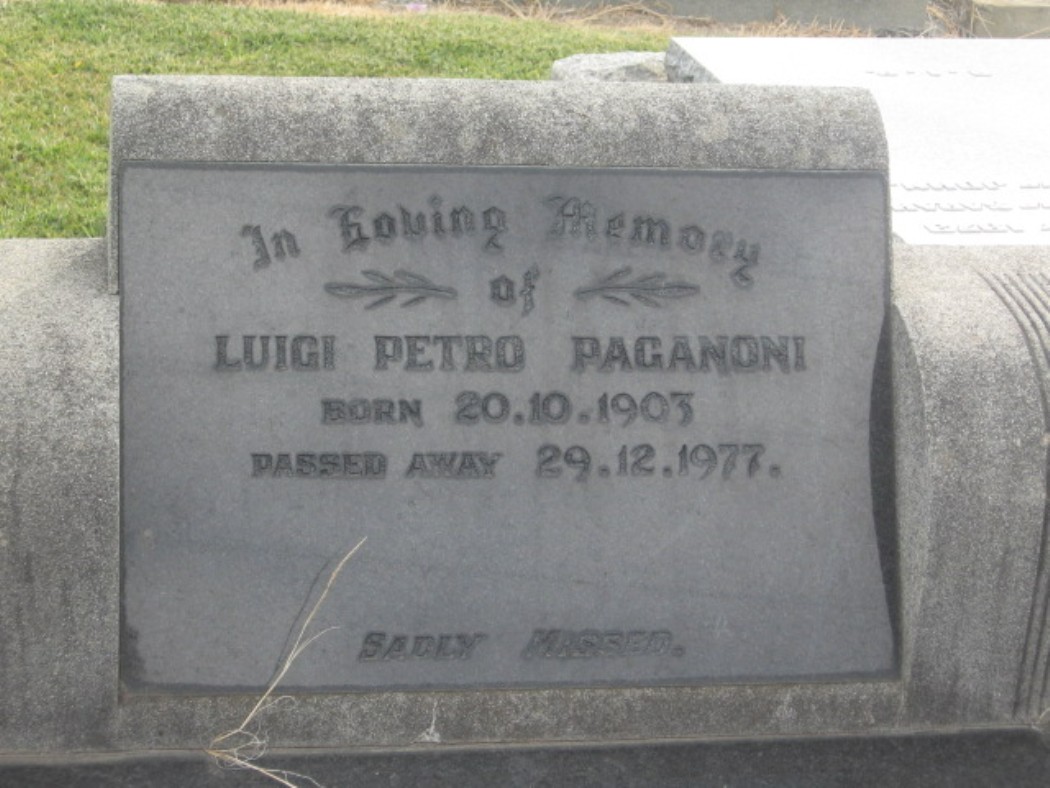 In Loving Memory
of
LUIGI PETRO PAGANONI
BORN 20.10.1903
PASSED AWAY 29.12.1977.
SADLY MISSED.